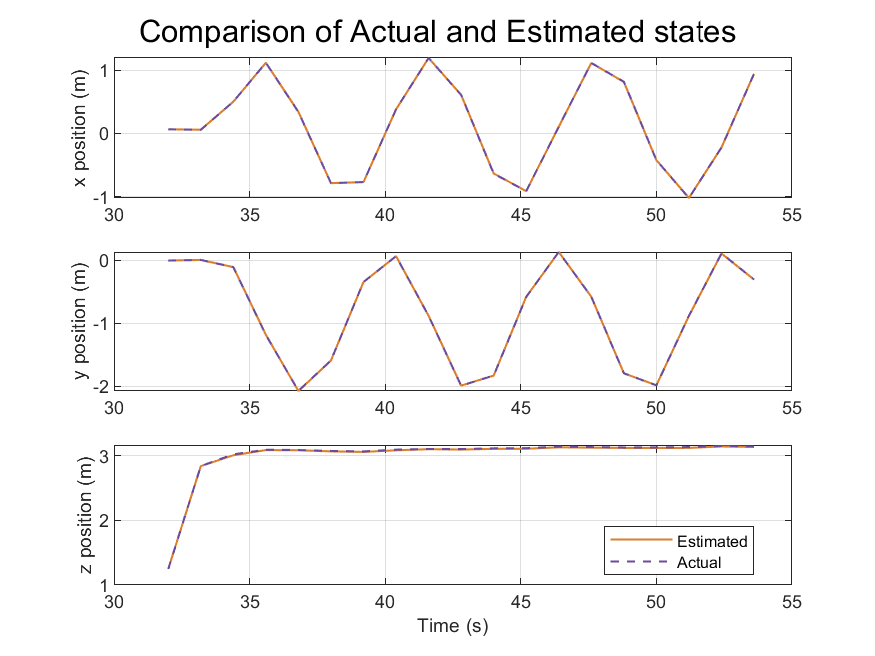 Comparison of Actual and Estimated states
x position (m)
1
0
-1
30 35 40 45 50 55
y position (m)
0
-1
-2
30 35 40 45 50 55
z position (m)
3
2
1
Estimated
Actual
30 35 40 45 50 55
Time (s)